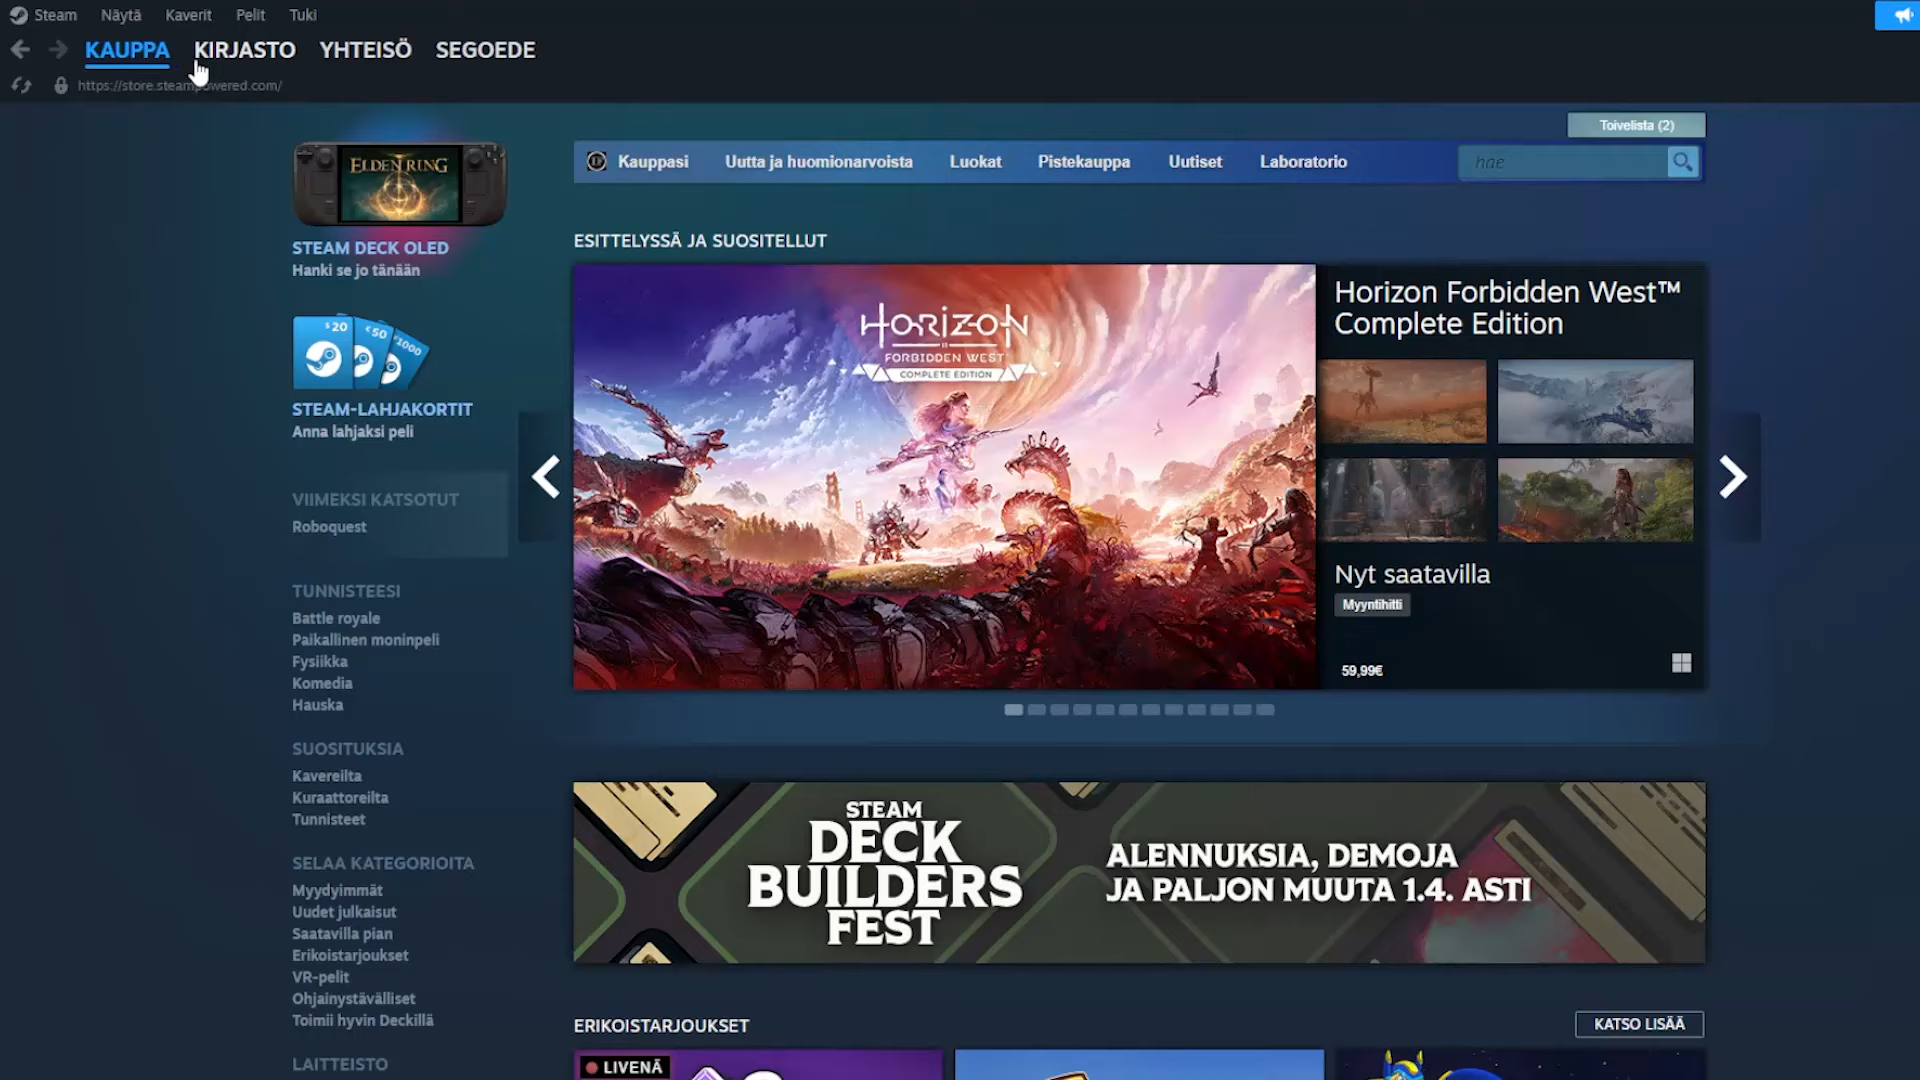 Steam Näytä Kaverit Pelit Tuki
KAUPPA KIRJASTO YHTEISÖ SEGOEDE
https://store.steampowered.com/
Toivelista (2)
Kauppasi Uutta ja huomionarvoista Luokat Pistekauppa Uutiset Laboratorio hae
ELDEN RING
STEAM DECK OLED
Hanki se jo tänään
$20 €50 ¥1000
STEAM-LAHJAKORTIT
Anna lahjaksi peli
VIIMEKSI KATSOTUT
Roboquest
TUNNISTEESI
Battle royale
Paikallinen moninpeli
Fysiikka
Komedia
Hauska
SUOSITUKSIA
Kavereilta
Kuraattoreilta
Tunnisteet
SELAA KATEGORIOITA
Myydyimmät
Uudet julkaisut
Saatavilla pian
Erikoistarjoukset
VR-pelit
Ohjainystävälliset
Toimii hyvin Deckillä
LAITTEISTO
ESITTELYSSÄ JA SUOSITELLUT
HORIZON
FORBIDDEN WEST
COMPLETE EDITION
Horizon Forbidden West™
Complete Edition
Nyt saatavilla
Myyntihitti
59,99€
STEAM
DECK
BUILDERS
FEST
ALENNUKSIA, DEMOJA
JA PALJON MUUTA 1.4. ASTI
ERIKOISTARJOUKSET
KATSO LISÄÄ
LIVENÄ